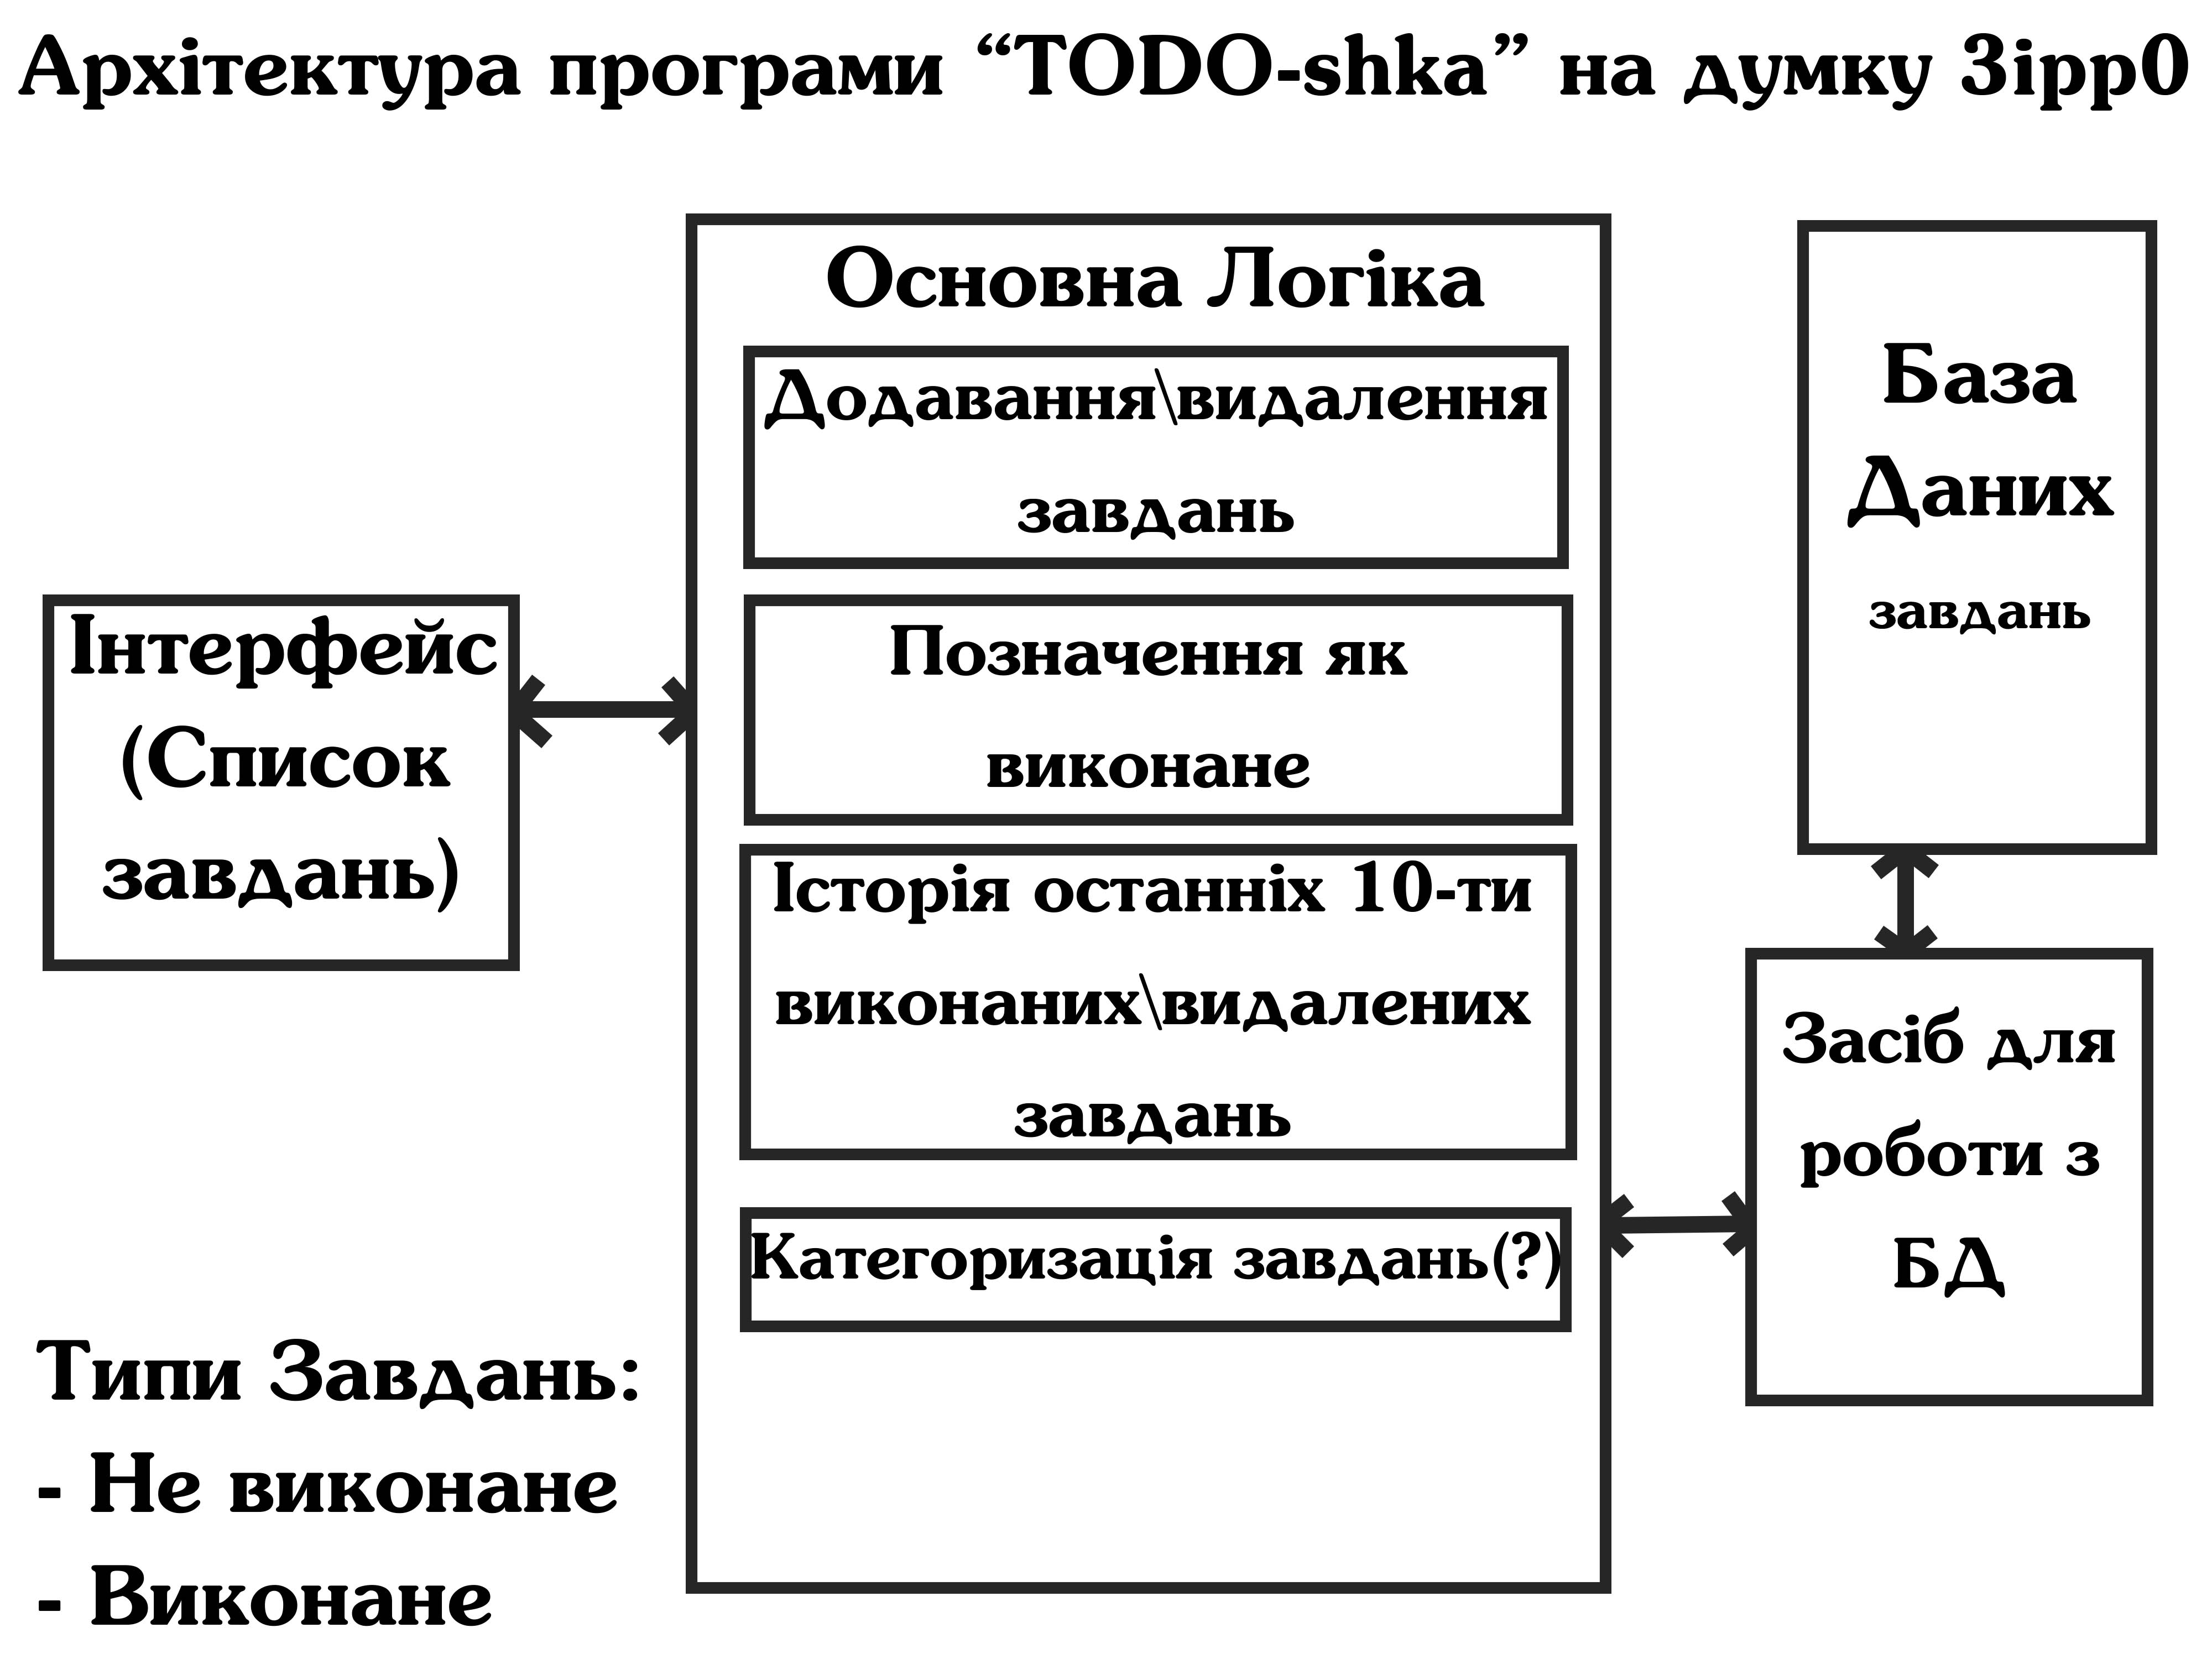 Архітектура програми “TODO-shka” на думку Зірр0
Основна Логіка
Додавання\видалення
завдань
Позначення як
виконане
Історія останніх 10-ти
виконаних\видалених
завдань
Категоризація завдань(?)
Інтерфейс
(Список
завдань)
База
Даних
завдань
Засіб для
роботи з
БД
Типи Завдань:
- Не виконане
- Виконане